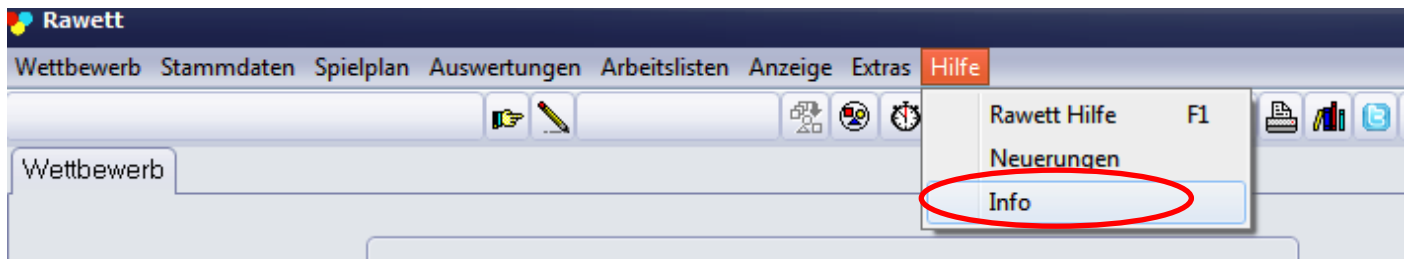 Rawett
Wettbewerb Stammdaten Spielplan Auswertungen Arbeitslisten Anzeige Extras Hilfe
Rawett Hilfe F1
Neuerungen
Info
Wettbewerb